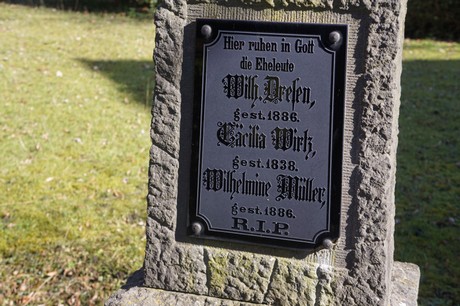 Hier ruhen in Gott
die Eheleute
Wilh. Dresen,
gest. 1886.
Cäcilia Wirtz,
gest. 1838.
Wilhelmine Müller,
gest. 1886.
R.I.P.